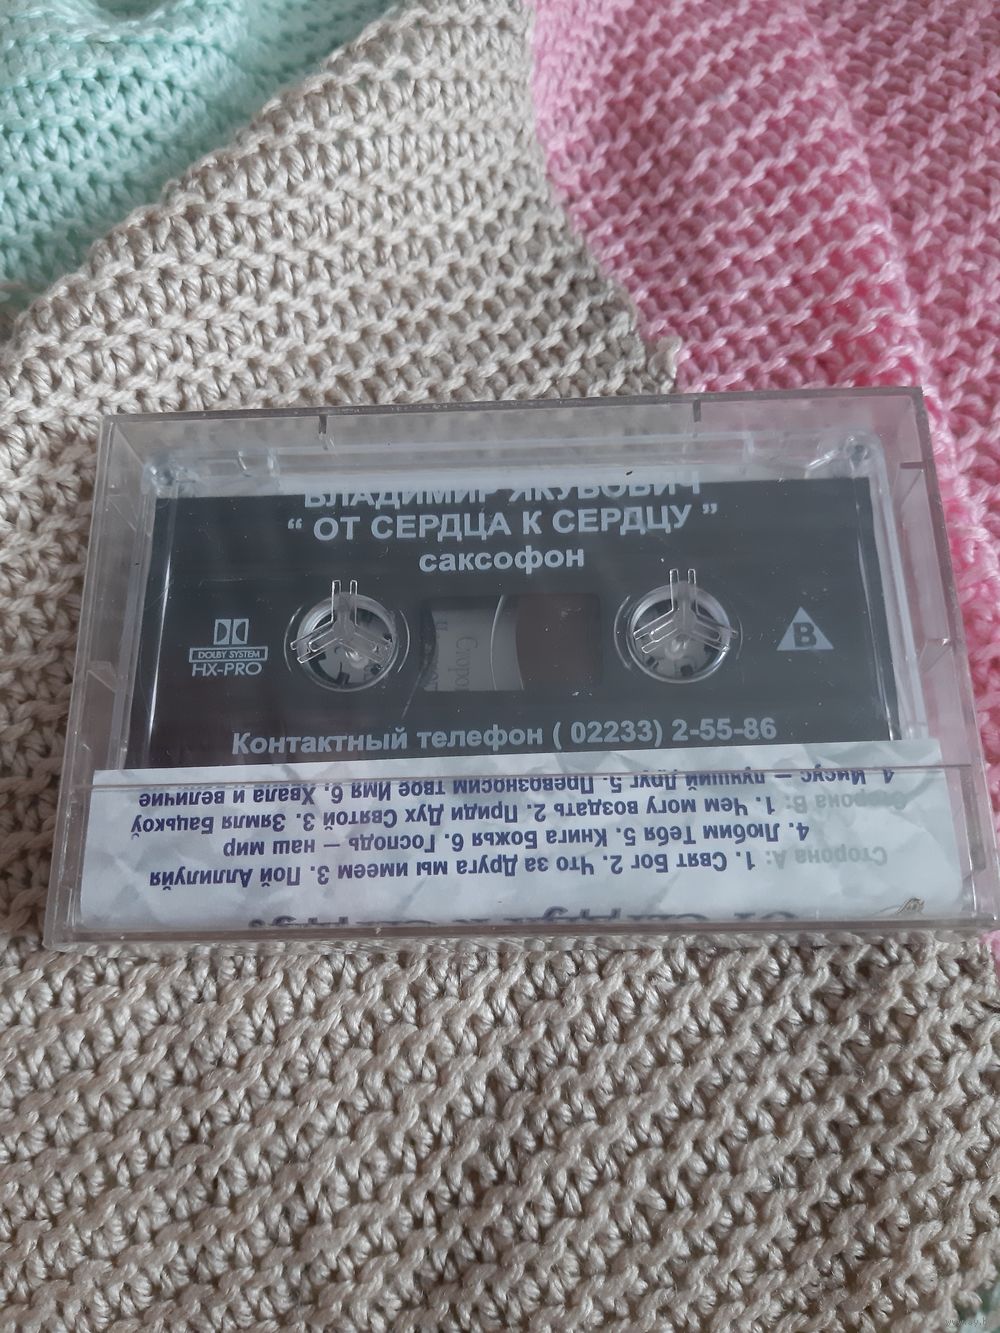 ВЛАДИМИР ЯКУБОВИЧ
“ ОТ СЕРДЦА К СЕРДЦУ ”
саксофон
DOLBY SYSTEM
HX-PRO
B
Контактный телефон ( 02233) 2-55-86
Сторона А: 1. Свят Бог 2. Что за Друга мы имеем 3. Пой Аллилуйя
4. Любим Тебя 5. Книга Божья 6. Господь – наш мир
Сторона В: 1. Чем могу воздать 2. Приди Дух Святой 3. Зямля Бацькоў
4. Иисус – лучший Друг 5. Превозносим твое Имя 6. Хвала и величие